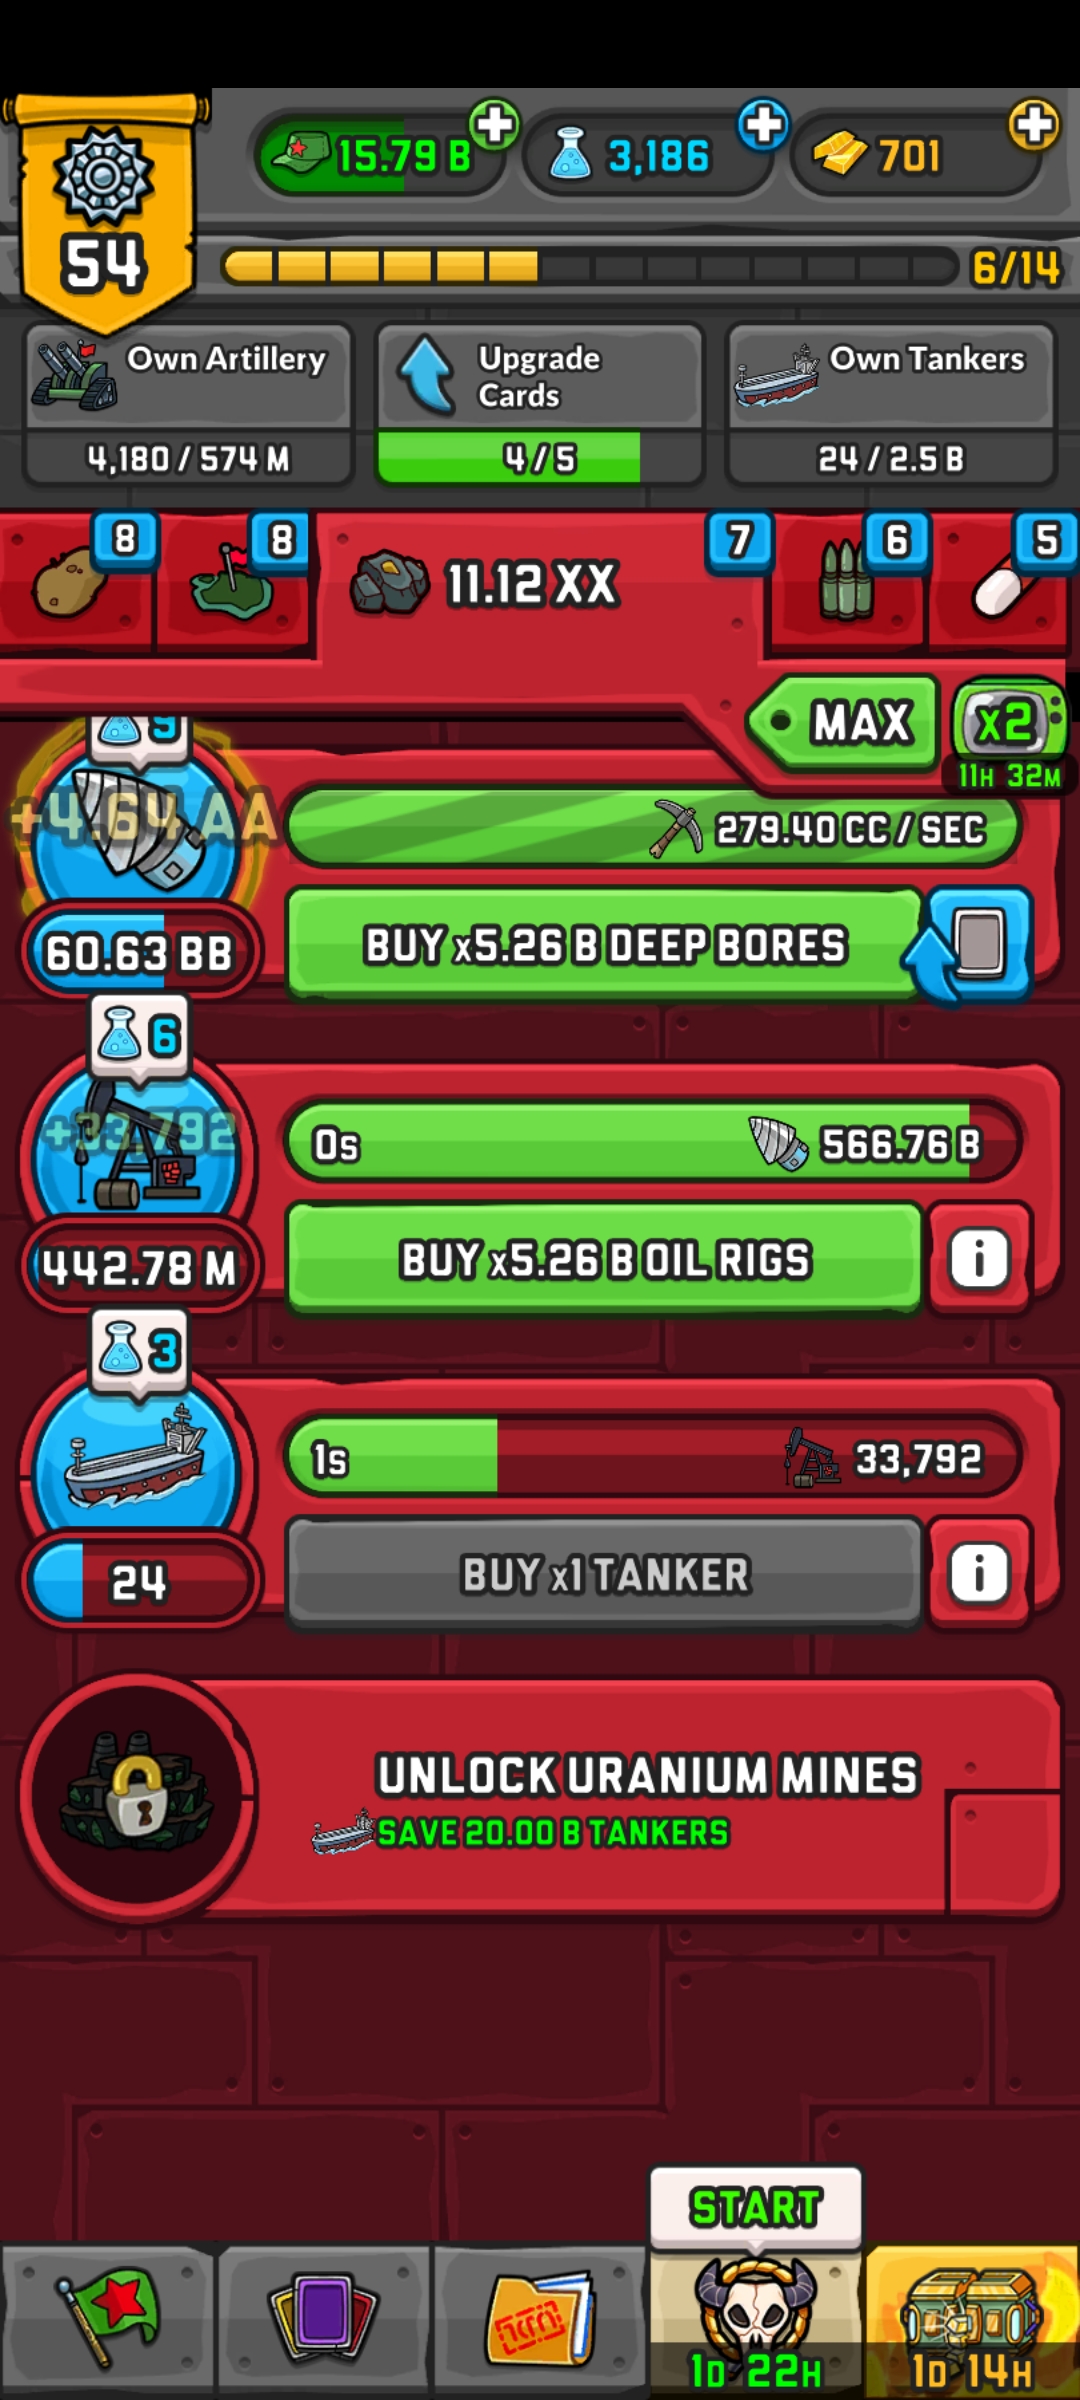 54
15.79 B
3,186
701
6/14
Own Artillery
4,180 / 574 M
Upgrade
Cards
4 / 5
Own Tankers
24 / 2.5 B
8
8
11.12 XX
7
6
5
MAX
x2
11H 32M
9
+4.64 AA
279.40 CC / SEC
60.63 BB
BUY x5.26 B DEEP BORES
6
+33,792
0s
566.76 B
442.78 M
BUY x5.26 B OIL RIGS
i
3
1s
33,792
24
BUY x1 TANKER
i
UNLOCK URANIUM MINES
SAVE 20.00 B TANKERS
START
1D 22H
1D 14H